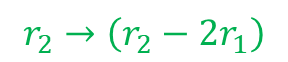 r₂ → (r₂ − 2r₁)